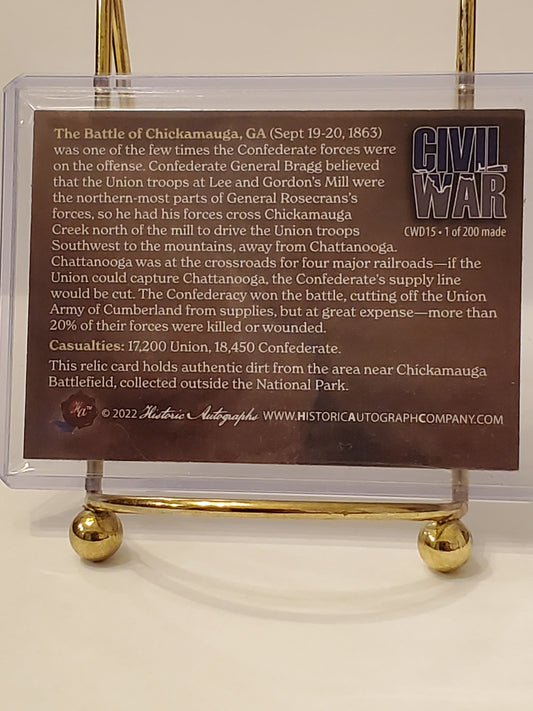 The Battle of Chickamauga, GA (Sept 19-20, 1863)
was one of the few times the Confederate forces were
on the offense. Confederate General Bragg believed
that the Union troops at Lee and Gordon's Mill were
the northern-most parts of General Rosecrans's
forces, so he had his forces cross Chickamauga
Creek north of the mill to drive the Union troops
Southwest to the mountains, away from Chattanooga.
Chattanooga was at the crossroads for four major railroads—if the
Union could capture Chattanooga, the Confederate's supply line
would be cut. The Confederacy won the battle, cutting off the Union
Army of Cumberland from supplies, but at great expense—more than
20% of their forces were killed or wounded.
Casualties: 17,200 Union, 18,450 Confederate.
This relic card holds authentic dirt from the area near Chickamauga
Battlefield, collected outside the National Park.
CIVIL
WAR
CWD15 • 1 of 200 made
HA™
© 2022 Historic Autographs WWW.HISTORICAUTOGRAPHCOMPANY.COM